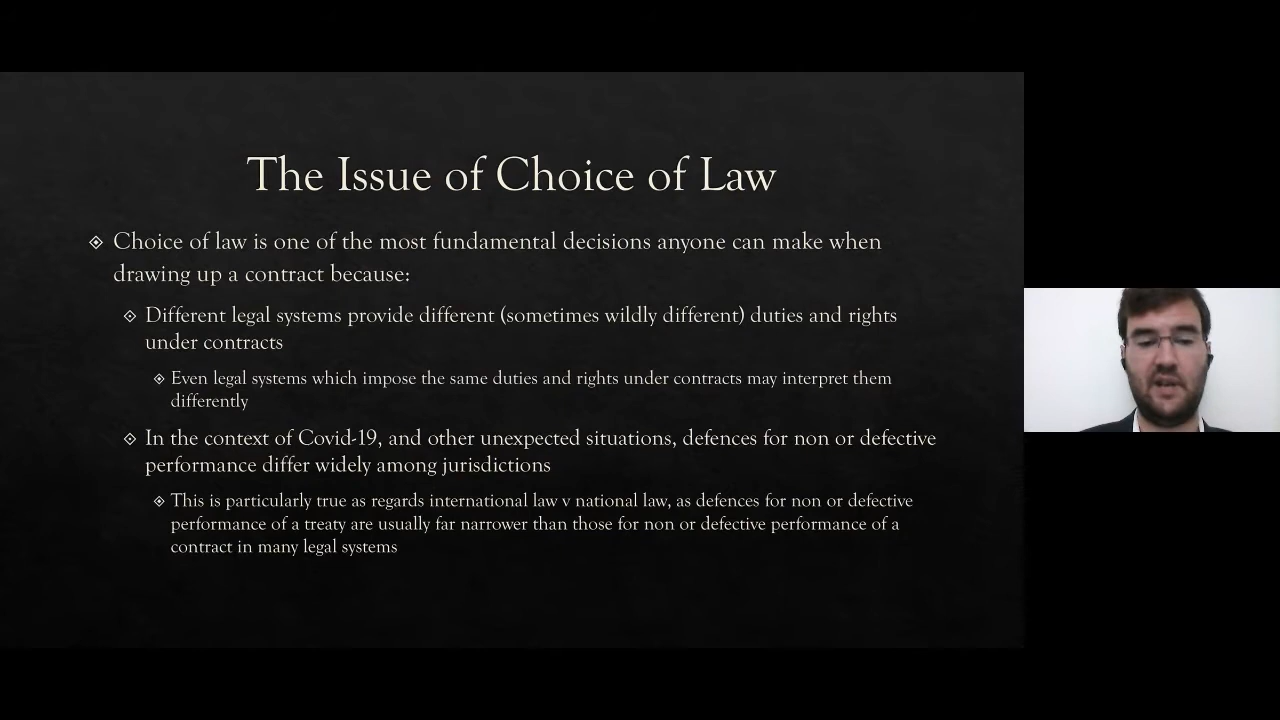 The Issue of Choice of Law
Choice of law is one of the most fundamental decisions anyone can make when
drawing up a contract because:
Different legal systems provide different (sometimes wildly different) duties and rights
under contracts
Even legal systems which impose the same duties and rights under contracts may interpret them
differently
In the context of Covid-19, and other unexpected situations, defences for non or defective
performance differ widely among jurisdictions
This is particularly true as regards international law v national law, as defences for non or defective
performance of a treaty are usually far narrower than those for non or defective performance of a
contract in many legal systems